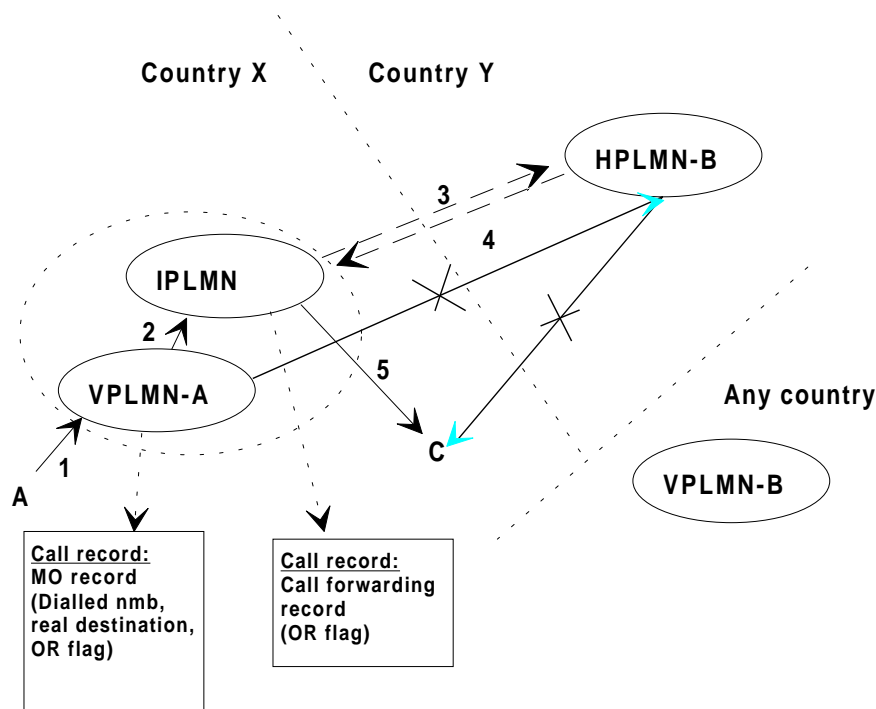 Country X
Country Y
HPLMN-B
3
4
IPLMN
2
5
VPLMN-A
Any country
1
C
VPLMN-B
A
Call record:
MO record
(Dialled nmb,
real destination,
OR flag)
Call record:
Call forwarding
record
(OR flag)